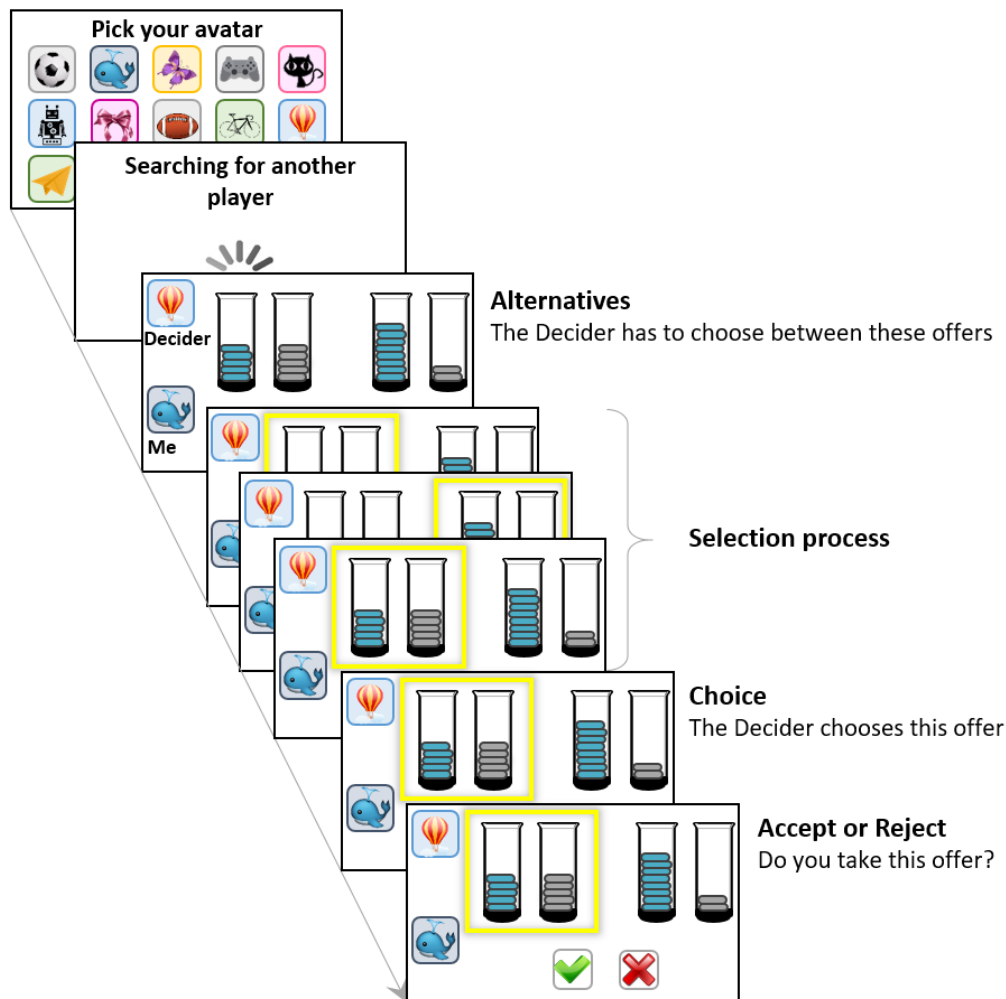 Pick your avatar
Searching for another
player
Alternatives
The Decider has to choose between these offers
Decider
Me
Selection process
Choice
The Decider chooses this offer
Accept or Reject
Do you take this offer?